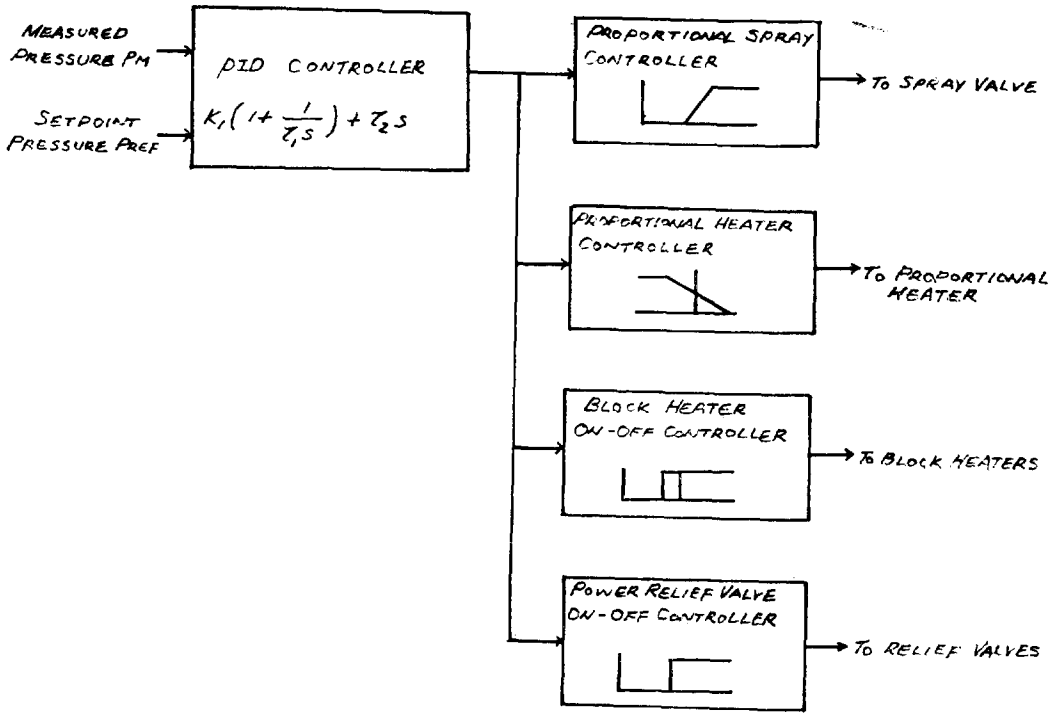 MEASURED
PRESSURE PM
SETPOINT
PRESSURE PREF
PID CONTROLLER
K₁(1 + 1/τ₁s) + τ₂s
PROPORTIONAL SPRAY
CONTROLLER
TO SPRAY VALVE
PROPORTIONAL HEATER
CONTROLLER
TO PROPORTIONAL
HEATER
BLOCK HEATER
ON-OFF CONTROLLER
TO BLOCK HEATERS
POWER RELIEF VALVE
ON-OFF CONTROLLER
TO RELIEF VALVES